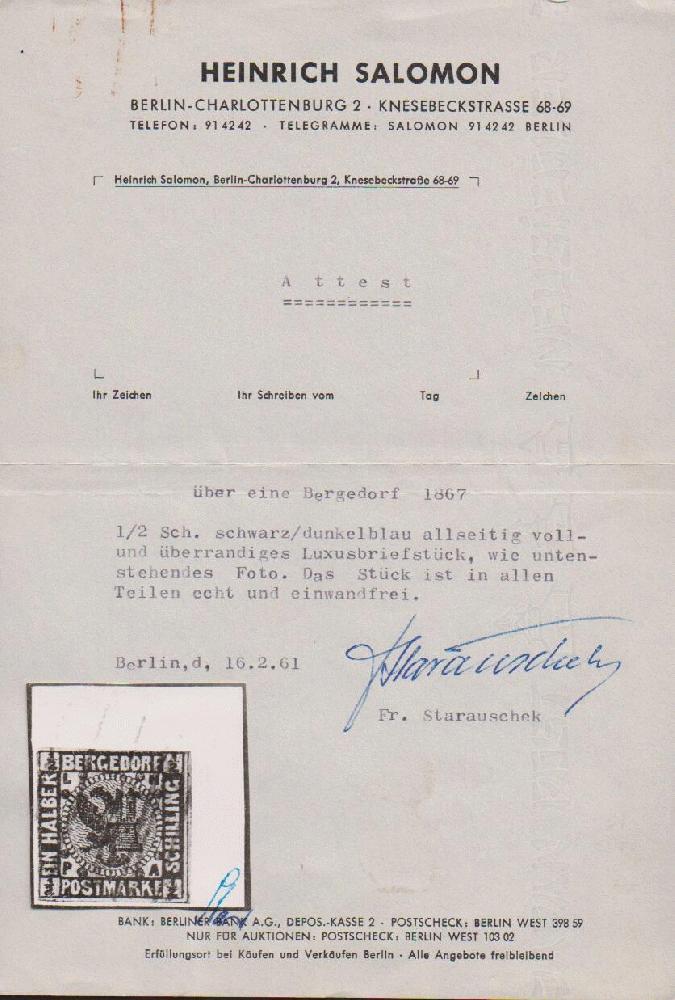 HEINRICH SALOMON
BERLIN-CHARLOTTENBURG 2 · KNESEBECKSTRASSE 68-69
TELEFON: 914242 · TELEGRAMME: SALOMON 914242 BERLIN
Heinrich Salomon, Berlin-Charlottenburg 2, Knesebeckstraße 68-69
A t t e s t
============
Ihr Zeichen Ihr Schreiben vom Tag Zeichen
über eine Bergedorf 1867
1/2 Sch. schwarz/dunkelblau allseitig voll-
und überrandiges Luxusbriefstück, wie unten-
stehendes Foto. Das Stück ist in allen
Teilen echt und einwandfrei.
Berlin,d, 16.2.61
Starauschek
Fr. Starauschek
BERGEDORF
EIN HALBER
SCHILLING
L H
P A
POSTMARKE
BANK: BERLINER BANK A.G., DEPOS.-KASSE 2 · POSTSCHECK: BERLIN WEST 398 59
NUR FÜR AUKTIONEN: POSTSCHECK: BERLIN WEST 103 02
Erfüllungsort bei Käufen und Verkäufen Berlin · Alle Angebote freibleibend